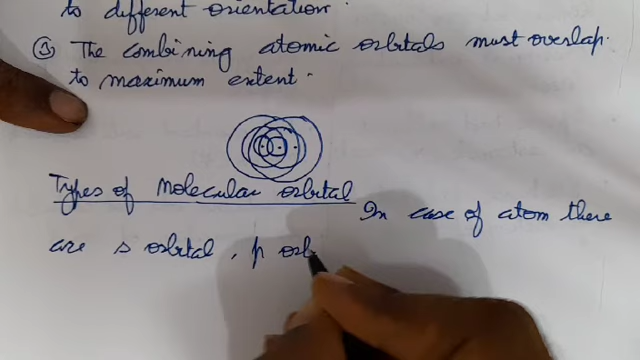 to different orientation.
③ The combining atomic orbitals must overlap.
to maximum extent.
Types of Molecular orbital
In case of atom there
are s orbital, p orb